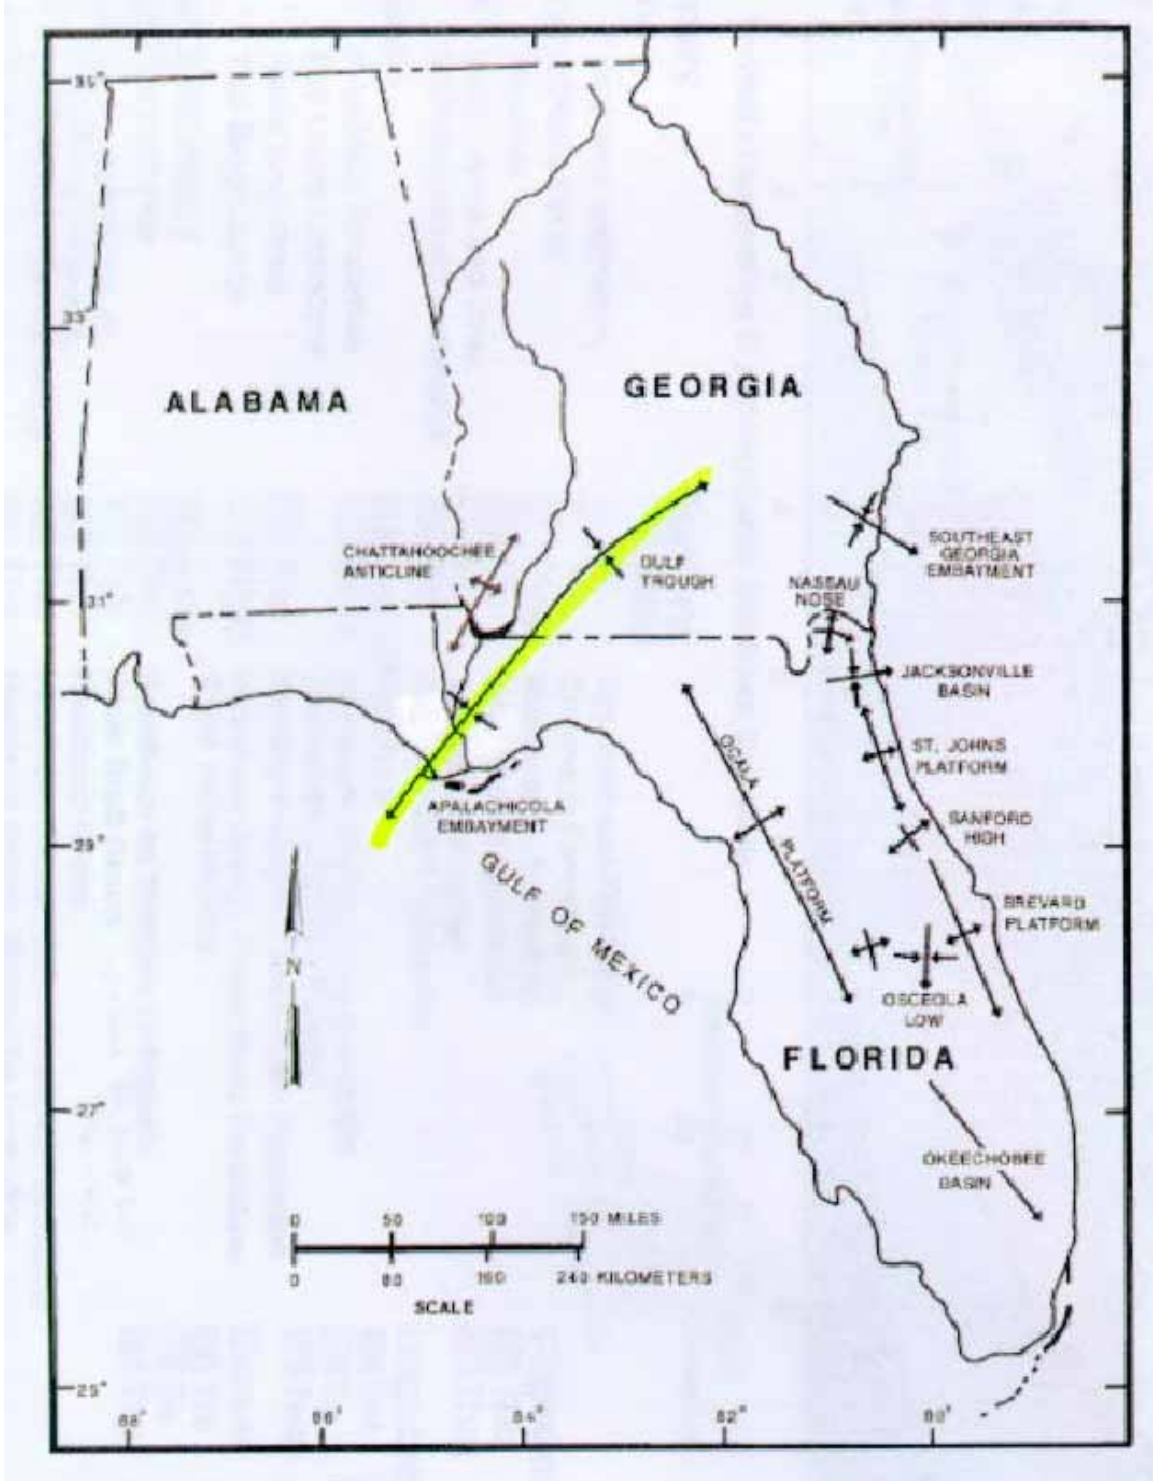 35°
33°
ALABAMA
GEORGIA
CHATTAHOOCHEE
ANTICLINE
GULF
TROUGH
SOUTHEAST
GEORGIA
EMBAYMENT
NASSAU
NOSE
31°
JACKSONVILLE
BASIN
OCALA
PLATFORM
ST. JOHNS
PLATFORM
APALACHICOLA
EMBAYMENT
SANFORD
HIGH
29°
GULF OF MEXICO
BREVARD
PLATFORM
N
OSCEOLA
LOW
FLORIDA
27°
OKEECHOBEE
BASIN
0 50 100 150 MILES
0 80 160 240 KILOMETERS
SCALE
25°
88° 86° 84° 82° 80°